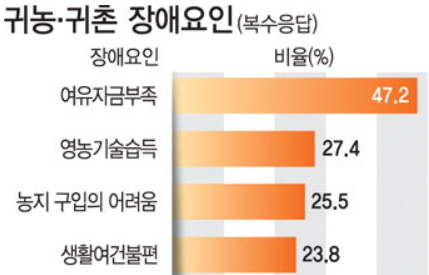 귀농·귀촌 장애요인(복수응답)
장애요인 비율(%)
여유자금부족 47.2
영농기술습득 27.4
농지 구입의 어려움 25.5
생활여건불편 23.8